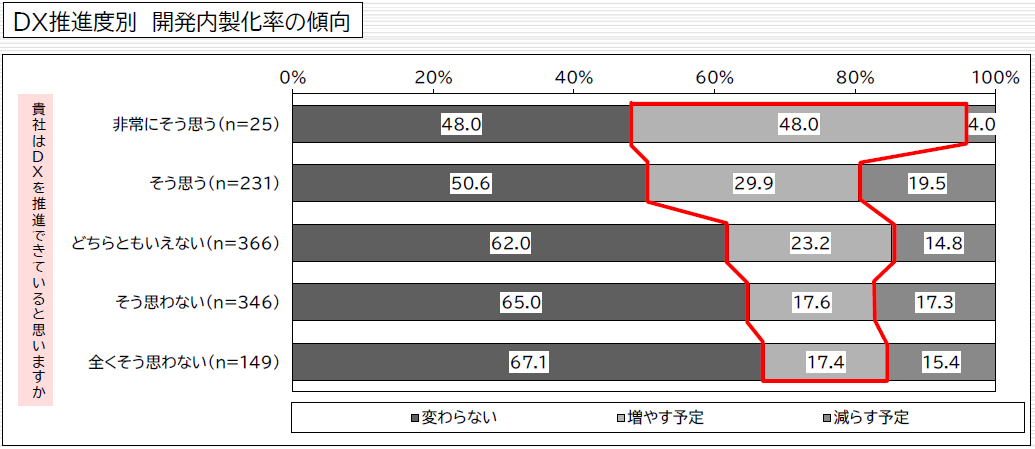 DX推進度別　開発内製化率の傾向
0% 20% 40% 60% 80% 100%
貴社はDXを推進できていると思いますか
非常にそう思う(n=25) 48.0 48.0 4.0
そう思う(n=231) 50.6 29.9 19.5
どちらともいえない(n=366) 62.0 23.2 14.8
そう思わない(n=346) 65.0 17.6 17.3
全くそう思わない(n=149) 67.1 17.4 15.4
変わらない 増やす予定 減らす予定